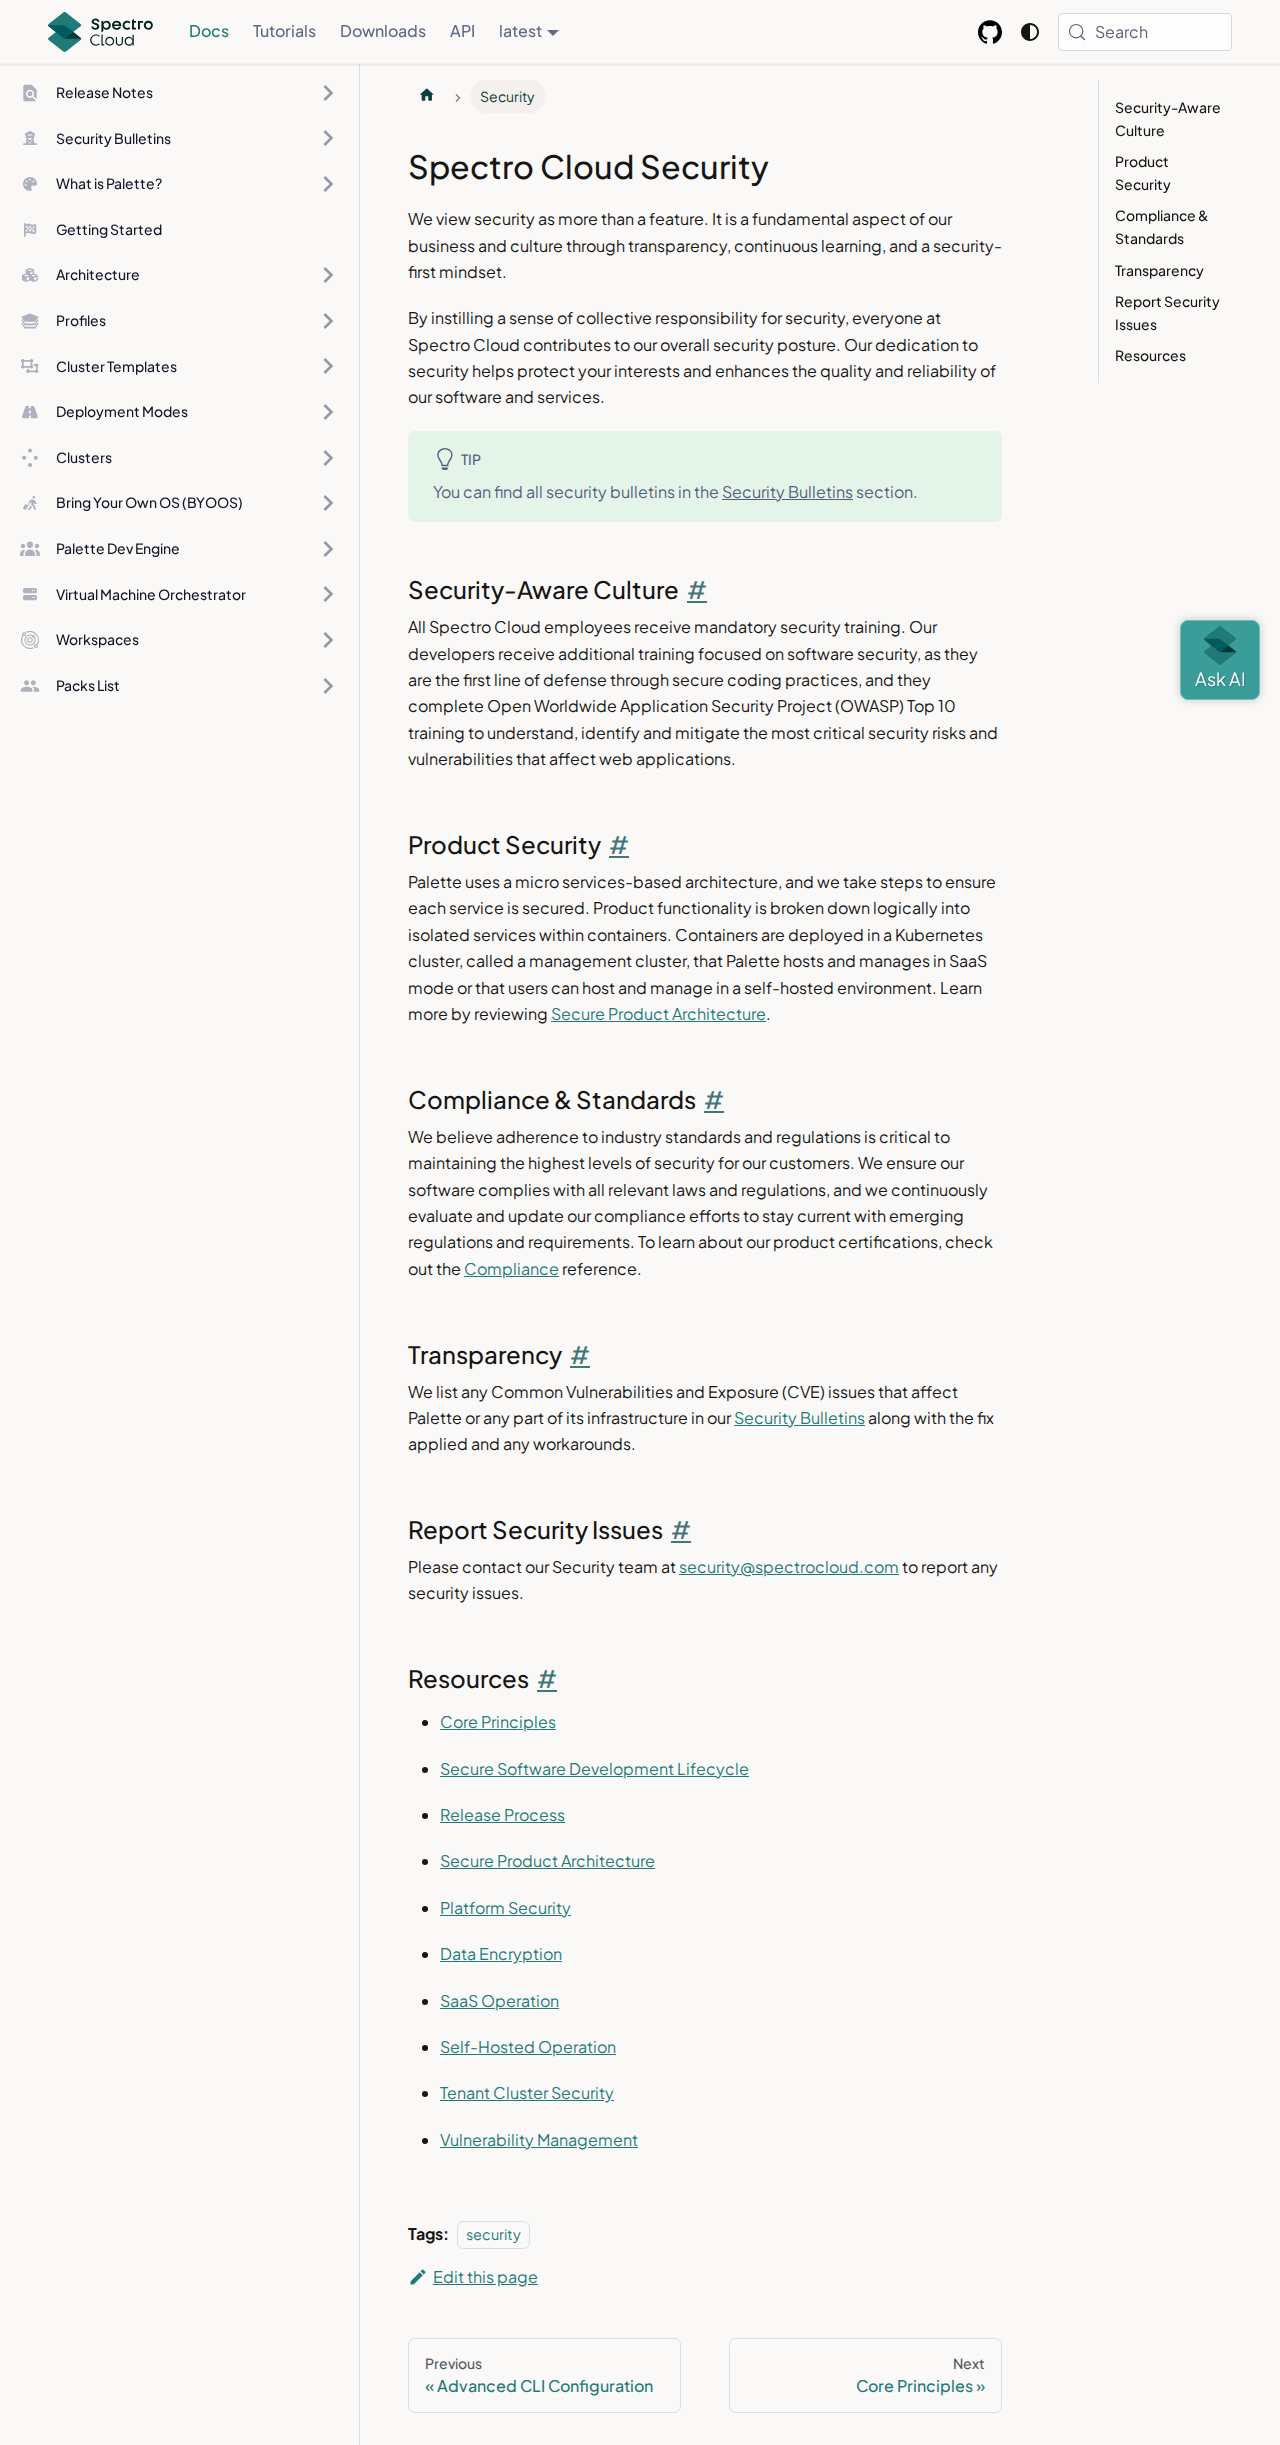 Spectro
Cloud
Docs
Tutorials
Downloads
API
latest
Search
Release Notes
Security Bulletins
What is Palette?
Getting Started
Architecture
Profiles
Cluster Templates
Deployment Modes
Clusters
Bring Your Own OS (BYOOS)
Palette Dev Engine
Virtual Machine Orchestrator
Workspaces
Packs List
Security
Spectro Cloud Security
We view security as more than a feature. It is a fundamental aspect of our
business and culture through transparency, continuous learning, and a security-
first mindset.
By instilling a sense of collective responsibility for security, everyone at
Spectro Cloud contributes to our overall security posture. Our dedication to
security helps protect your interests and enhances the quality and reliability of
our software and services.
TIP
You can find all security bulletins in the Security Bulletins section.
Security-Aware Culture #
All Spectro Cloud employees receive mandatory security training. Our
developers receive additional training focused on software security, as they
are the first line of defense through secure coding practices, and they
complete Open Worldwide Application Security Project (OWASP) Top 10
training to understand, identify and mitigate the most critical security risks and
vulnerabilities that affect web applications.
Product Security #
Palette uses a micro services-based architecture, and we take steps to ensure
each service is secured. Product functionality is broken down logically into
isolated services within containers. Containers are deployed in a Kubernetes
cluster, called a management cluster, that Palette hosts and manages in SaaS
mode or that users can host and manage in a self-hosted environment. Learn
more by reviewing Secure Product Architecture.
Compliance & Standards #
We believe adherence to industry standards and regulations is critical to
maintaining the highest levels of security for our customers. We ensure our
software complies with all relevant laws and regulations, and we continuously
evaluate and update our compliance efforts to stay current with emerging
regulations and requirements. To learn about our product certifications, check
out the Compliance reference.
Transparency #
We list any Common Vulnerabilities and Exposure (CVE) issues that affect
Palette or any part of its infrastructure in our Security Bulletins along with the fix
applied and any workarounds.
Report Security Issues #
Please contact our Security team at security@spectrocloud.com to report any
security issues.
Resources #
Core Principles
Secure Software Development Lifecycle
Release Process
Secure Product Architecture
Platform Security
Data Encryption
SaaS Operation
Self-Hosted Operation
Tenant Cluster Security
Vulnerability Management
Tags: security
Edit this page
Previous
« Advanced CLI Configuration
Next
Core Principles »
Security-Aware
Culture
Product
Security
Compliance &
Standards
Transparency
Report Security
Issues
Resources
Ask AI